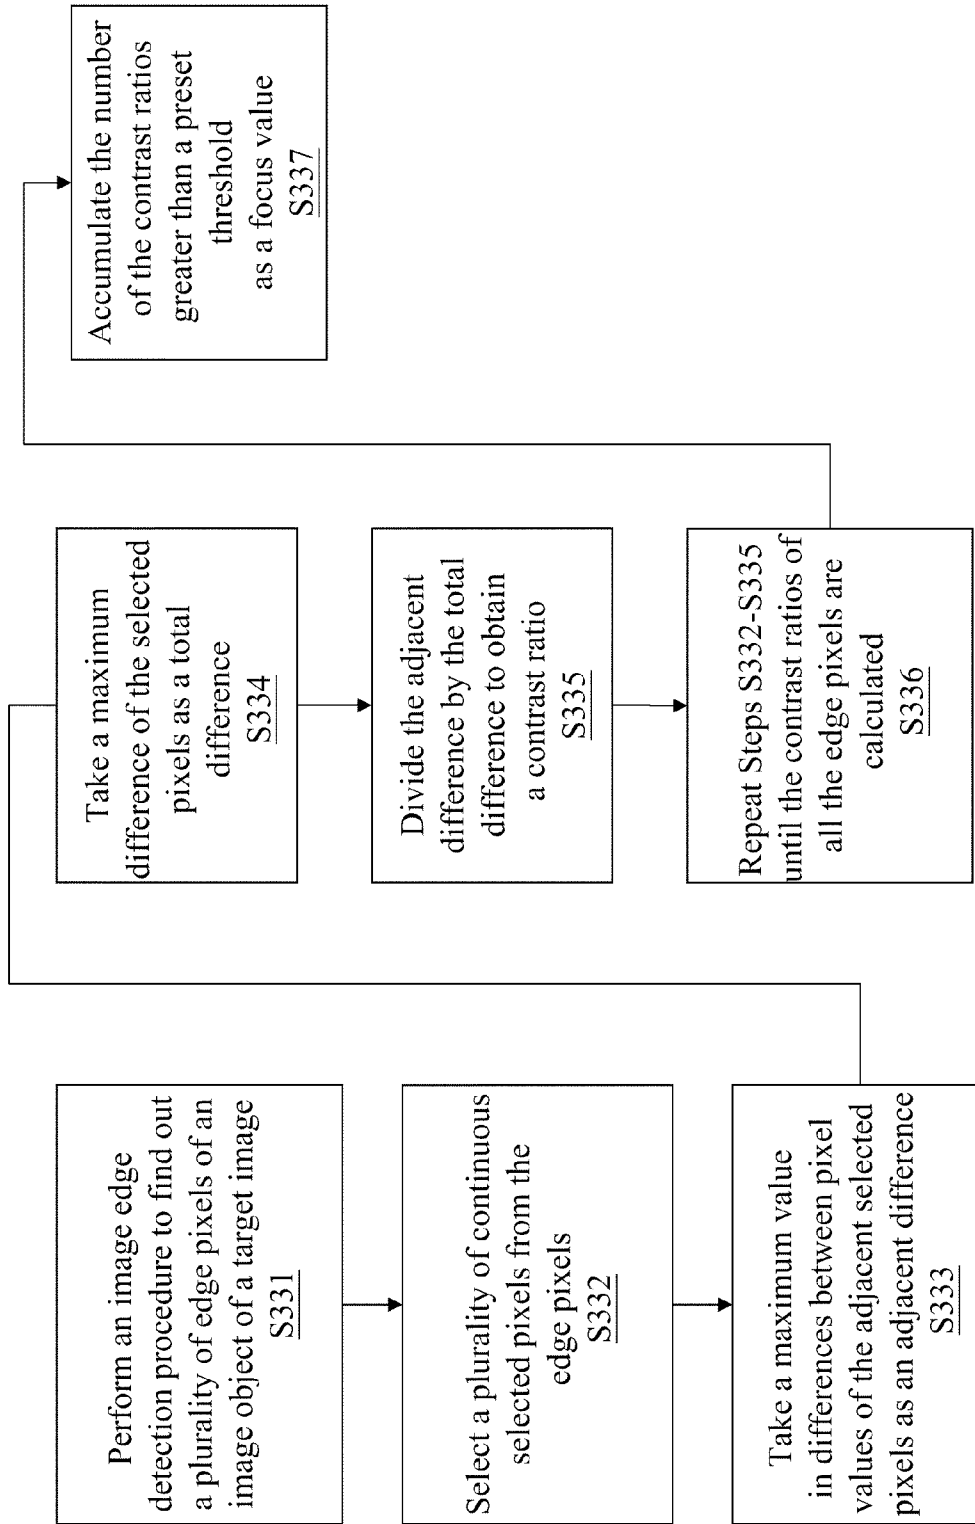 Perform an image edge
detection procedure to find out
a plurality of edge pixels of an
image object of a target image
S331
Select a plurality of continuous
selected pixels from the
edge pixels
S332
Take a maximum value
in differences between pixel
values of the adjacent selected
pixels as an adjacent difference
S333
Take a maximum
difference of the selected
pixels as a total
difference
S334
Divide the adjacent
difference by the total
difference to obtain
a contrast ratio
S335
Repeat Steps S332-S335
until the contrast ratios of
all the edge pixels are
calculated
S336
Accumulate the number
of the contrast ratios
greater than a preset
threshold
as a focus value
S337